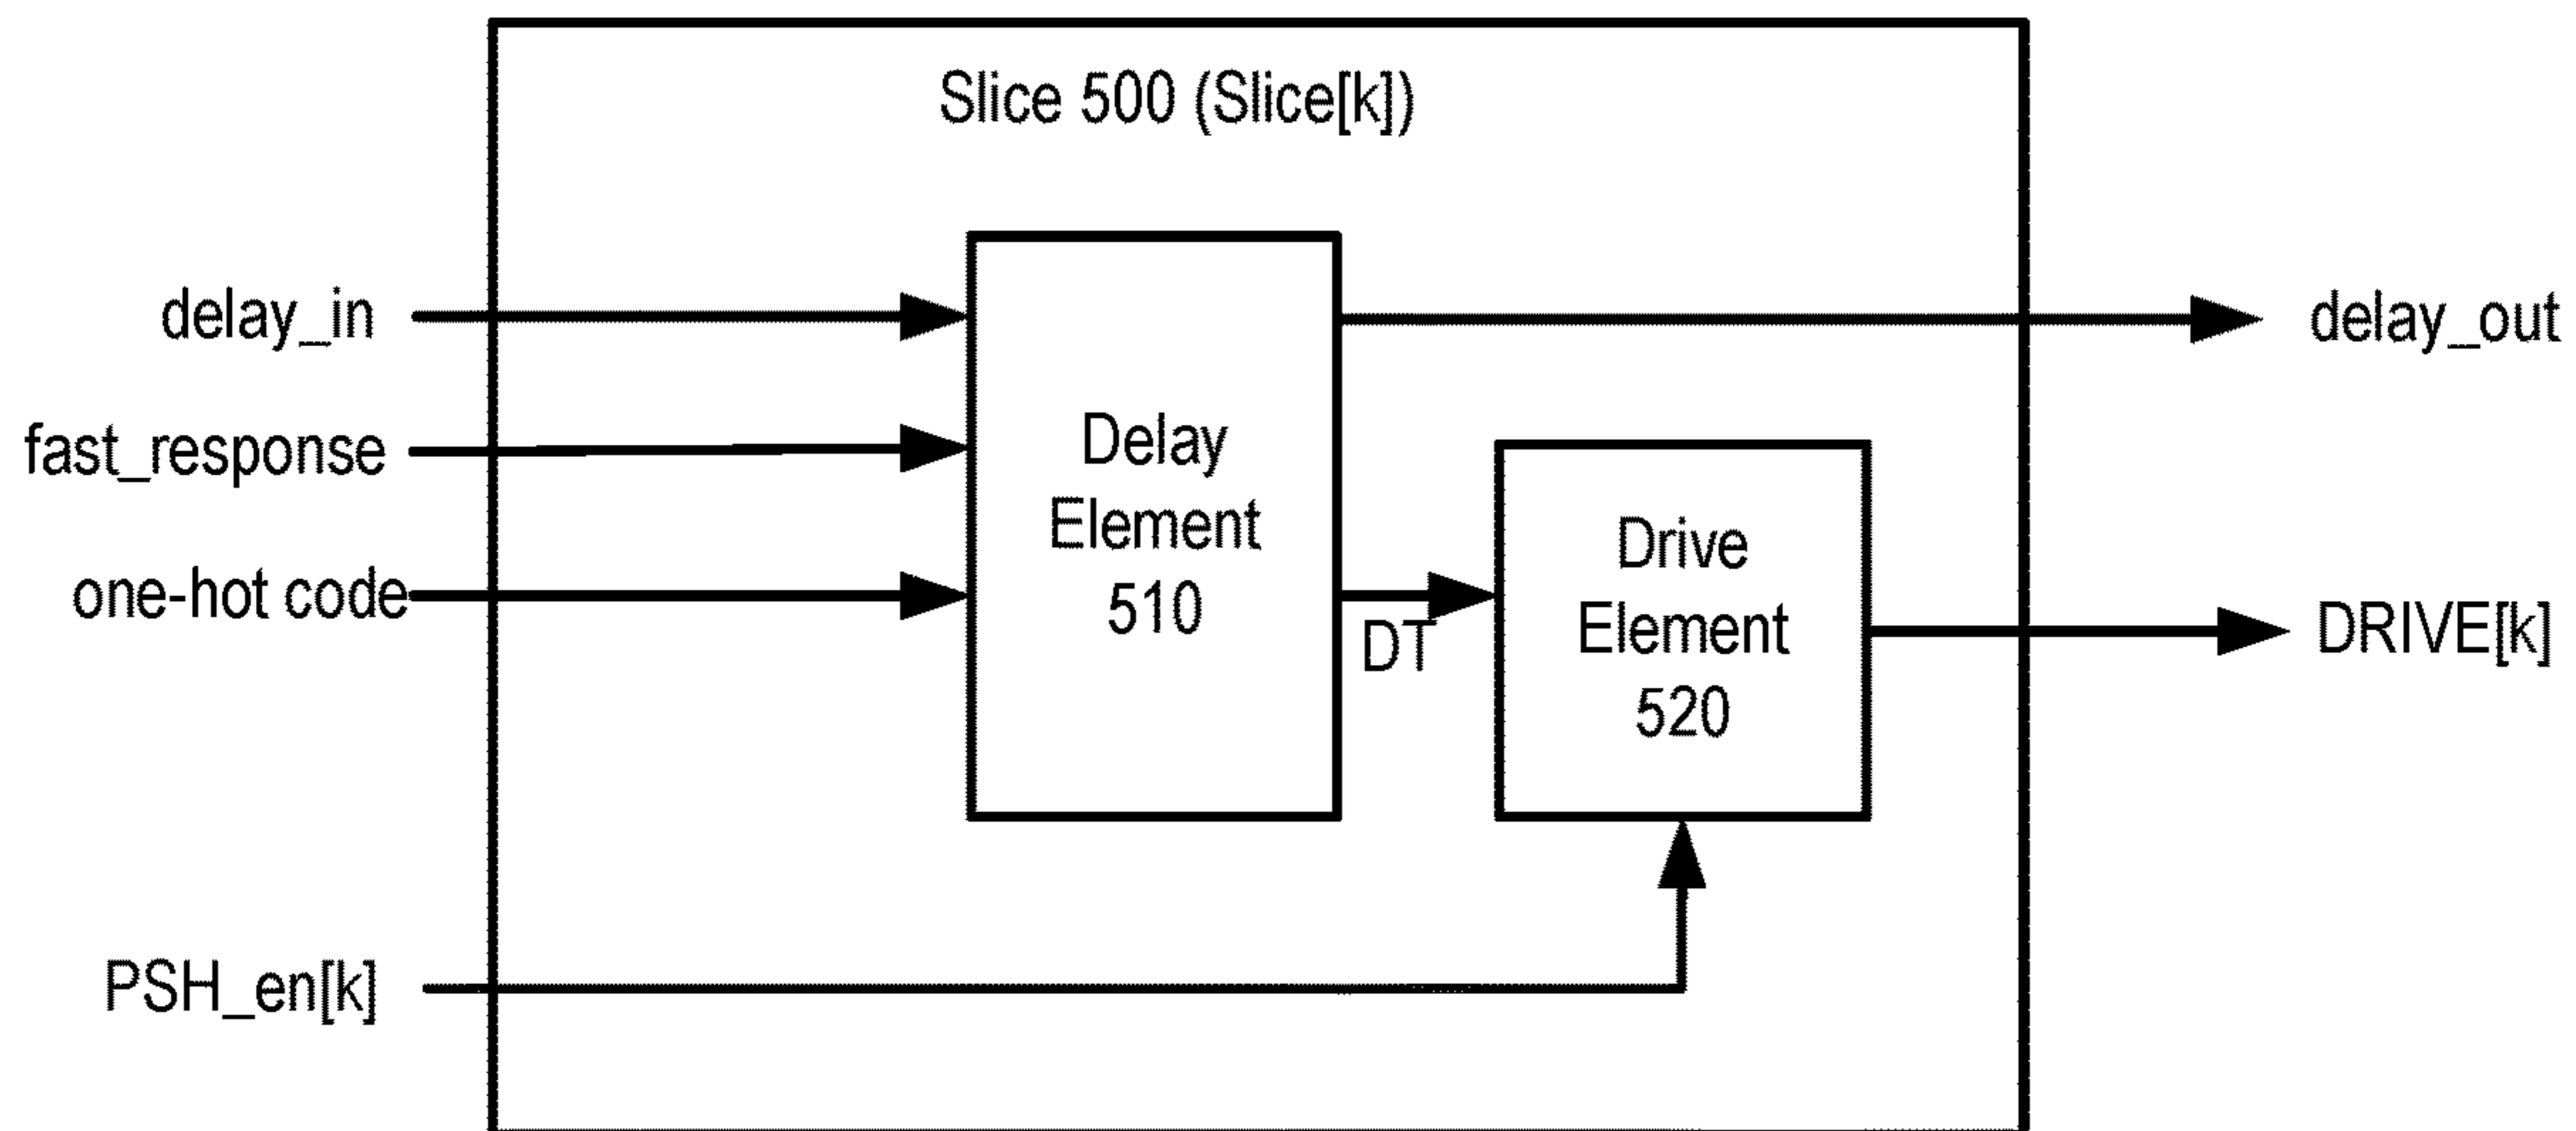 Slice 500 (Slice[k])
delay_in
delay_out
fast_response
Delay
Element
510
one-hot code
DT
Drive
Element
520
DRIVE[k]
PSH_en[k]